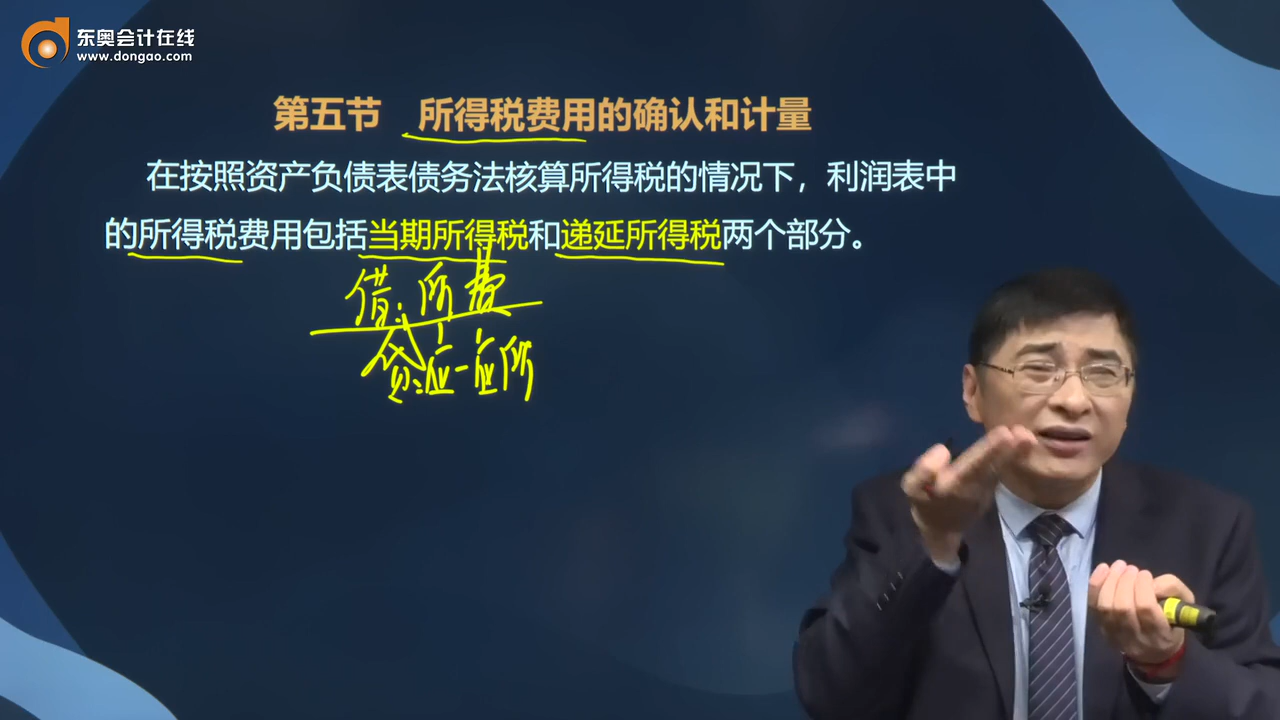 东奥会计在线
www.dongao.com
第五节 所得税费用的确认和计量
在按照资产负债表债务法核算所得税的情况下，利润表中
的所得税费用包括当期所得税和递延所得税两个部分。
借：所 费
贷：应-应所